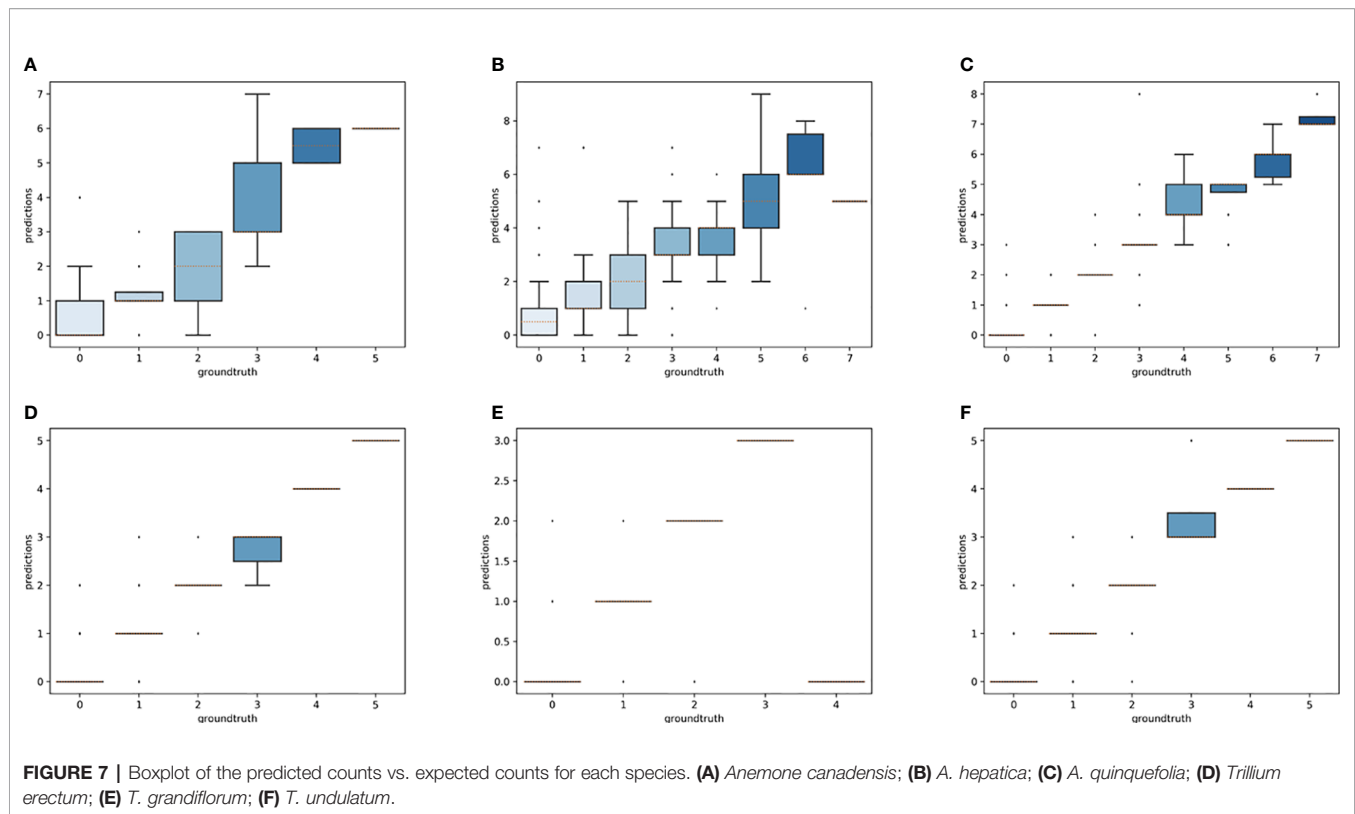 A
7
6
5
4
3
2
1
0
predictions
0 1 2 3 4 5
groundtruth
B
8
6
4
2
0
predictions
0 1 2 3 4 5 6 7
groundtruth
C
8
7
6
5
4
3
2
1
0
predictions
0 1 2 3 4 5 6 7
groundtruth
D
5
4
3
2
1
0
predictions
0 1 2 3 4 5
groundtruth
E
3.0
2.5
2.0
1.5
1.0
0.5
0.0
predictions
0 1 2 3 4
groundtruth
F
5
4
3
2
1
0
predictions
0 1 2 3 4 5
groundtruth
FIGURE 7 | Boxplot of the predicted counts vs. expected counts for each species. (A) Anemone canadensis; (B) A. hepatica; (C) A. quinquefolia; (D) Trillium
erectum; (E) T. grandiflorum; (F) T. undulatum.